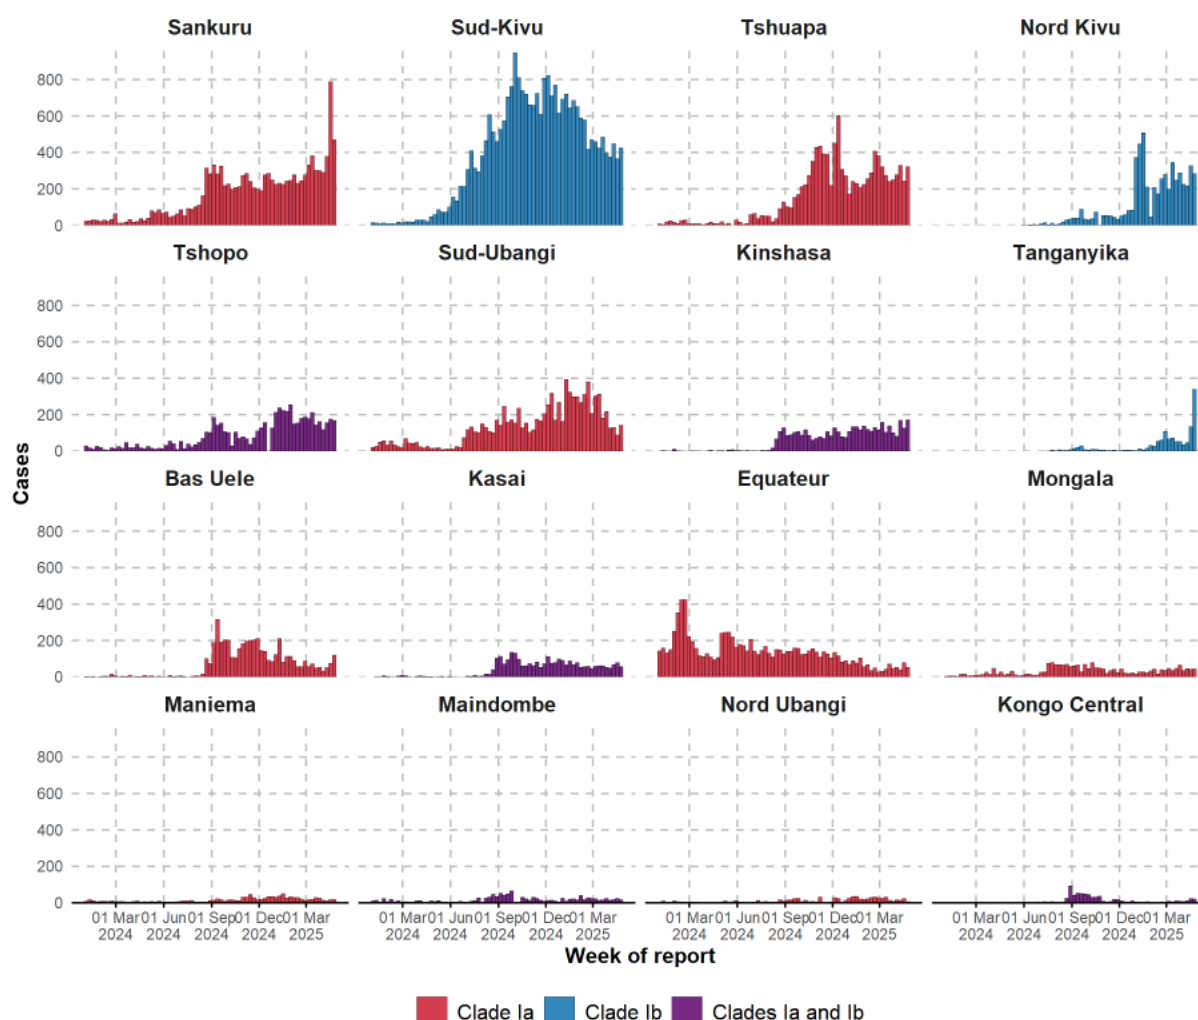 Sankuru Sud-Kivu Tshuapa Nord Kivu
800
600
400
200
0
Tshopo Sud-Ubangi Kinshasa Tanganyika
800
600
400
200
0
Cases
Bas Uele Kasai Equateur Mongala
800
600
400
200
0
Maniema Maindombe Nord Ubangi Kongo Central
800
600
400
200
0
01 Mar 01 Jun 01 Sep 01 Dec 01 Mar 01 Mar 01 Jun 01 Sep 01 Dec 01 Mar 01 Mar 01 Jun 01 Sep 01 Dec 01 Mar 01 Mar 01 Jun 01 Sep 01 Dec 01 Mar
2024 2024 2024 2024 2025 2024 2024 2024 2024 2025 2024 2024 2024 2024 2025 2024 2024 2024 2024 2025
Week of report
Clade Ia Clade Ib Clades Ia and Ib